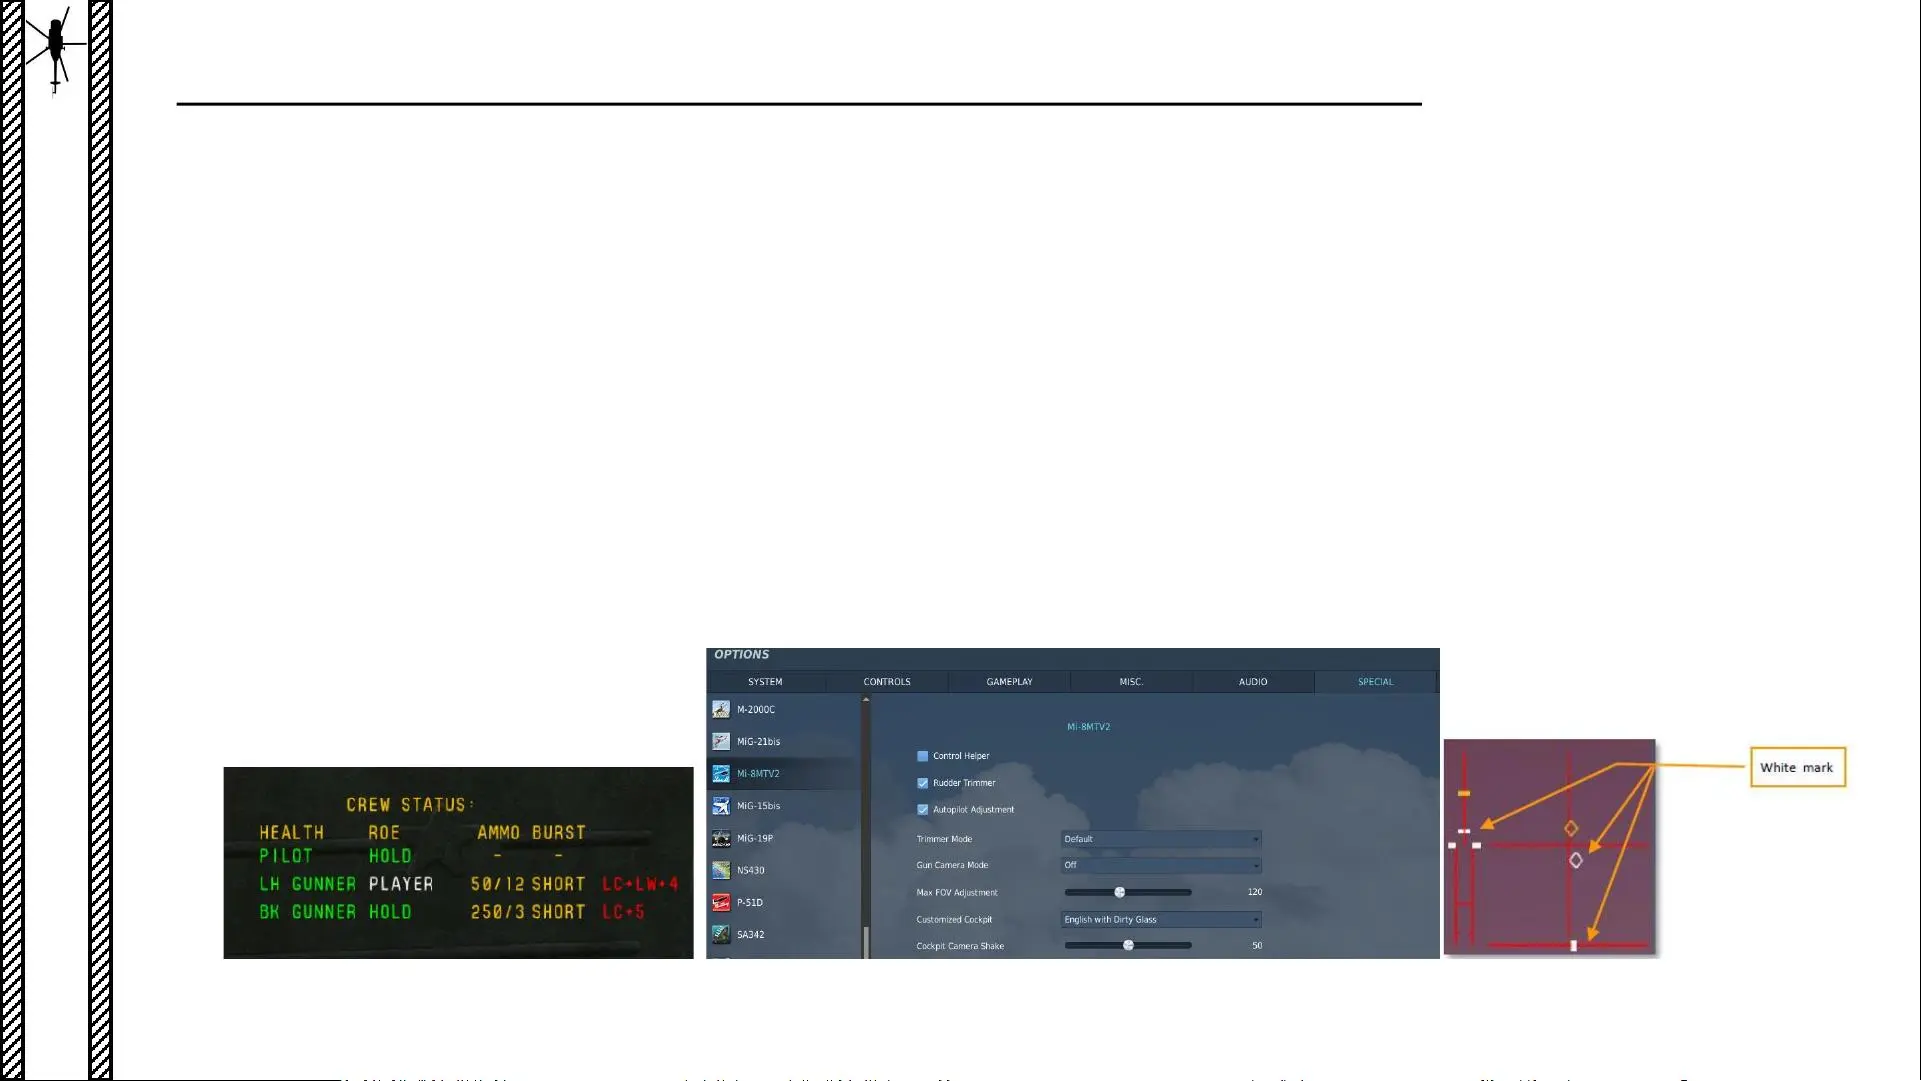 CREW STATUS:
HEALTH ROE AMMO BURST
PILOT HOLD - -
LH GUNNER PLAYER 50/12 SHORT LC+LW+4
BK GUNNER HOLD 250/3 SHORT LC+5
OPTIONS
SYSTEM CONTROLS GAMEPLAY MISC. AUDIO SPECIAL
M-2000C
MiG-21bis
Mi-8MTV2
MiG-15bis
MiG-19P
NS430
P-51D
SA342
Mi-8MTV2
Control Helper
Rudder Trimmer
Autopilot Adjustment
Trimmer Mode Default
Gun Camera Mode Off
Max FOV Adjustment 120
Customized Cockpit English with Dirty Glass
Cockpit Camera Shake 50
White mark